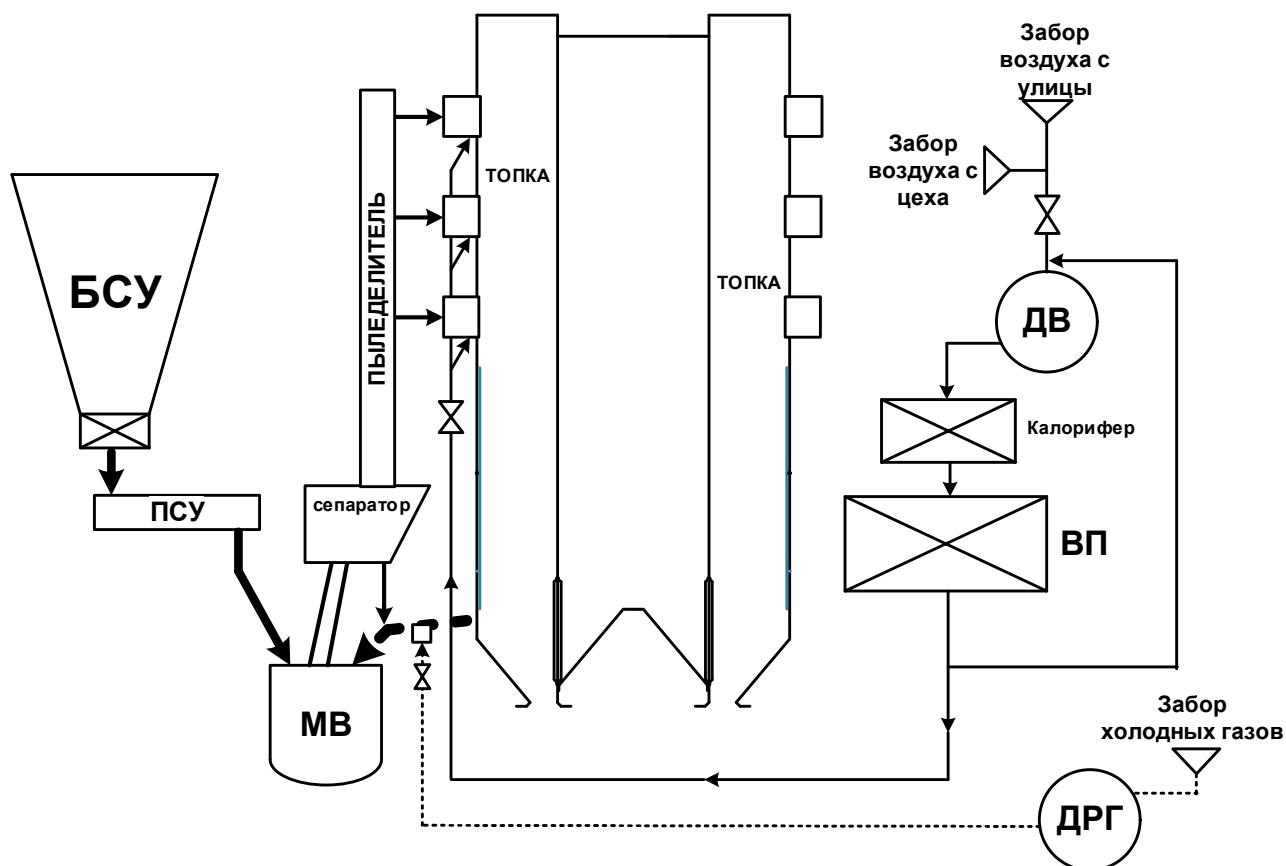 Забор
воздуха с
улицы
Забор
воздуха с
цеха
ТОПКА
ПЫЛЕДЕЛИТЕЛЬ
БСУ
ТОПКА
ДВ
Калорифер
ПСУ
сепаратор
ВП
МВ
Забор
холодных газов
ДРГ